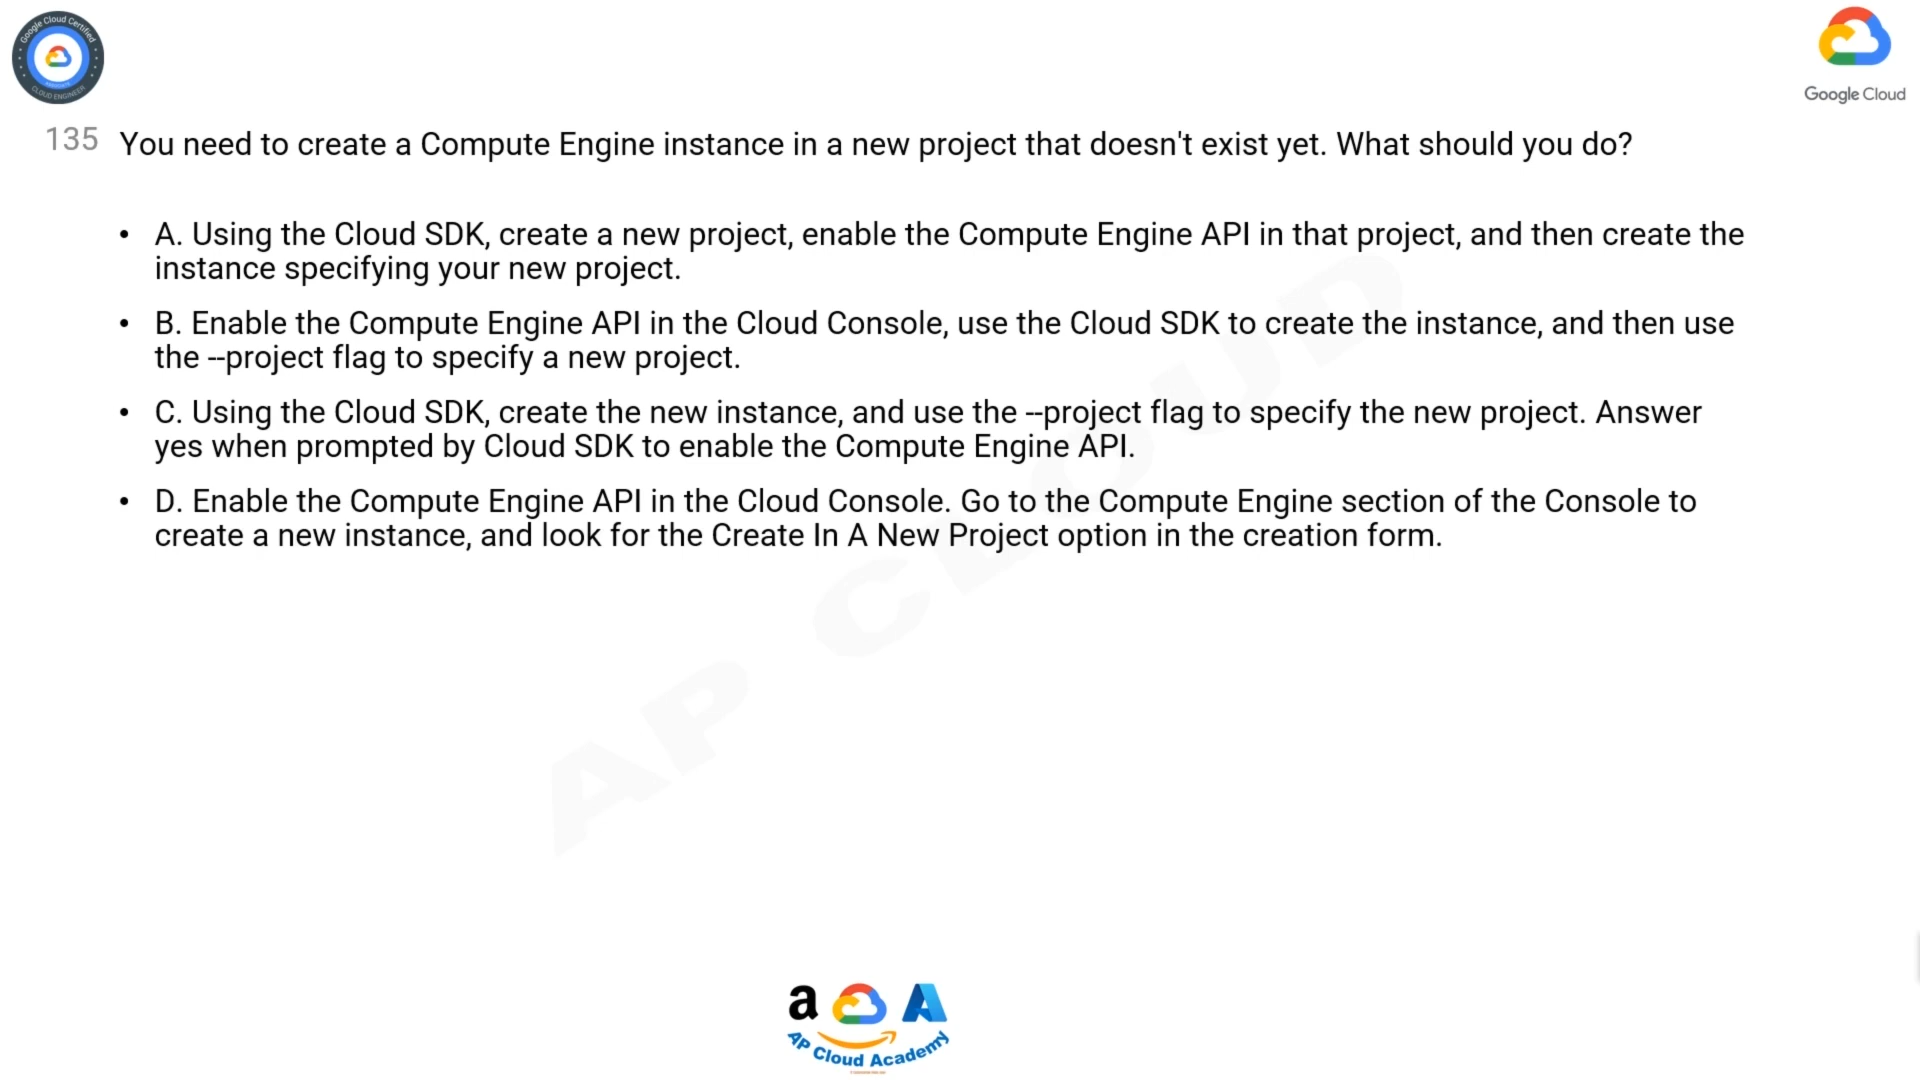 Google Cloud Certified
ASSOCIATE
CLOUD ENGINEER
Google Cloud
135 You need to create a Compute Engine instance in a new project that doesn't exist yet. What should you do?
• A. Using the Cloud SDK, create a new project, enable the Compute Engine API in that project, and then create the
instance specifying your new project.
• B. Enable the Compute Engine API in the Cloud Console, use the Cloud SDK to create the instance, and then use
the --project flag to specify a new project.
• C. Using the Cloud SDK, create the new instance, and use the --project flag to specify the new project. Answer
yes when prompted by Cloud SDK to enable the Compute Engine API.
• D. Enable the Compute Engine API in the Cloud Console. Go to the Compute Engine section of the Console to
create a new instance, and look for the Create In A New Project option in the creation form.
AP CLOUD
a
AP Cloud Academy